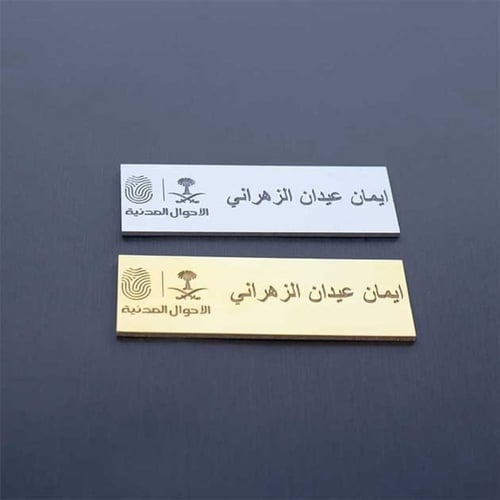 ايمان عيدان الزهراني
الأحوال المدنية
ايمان عيدان الزهراني
الأحوال المدنية